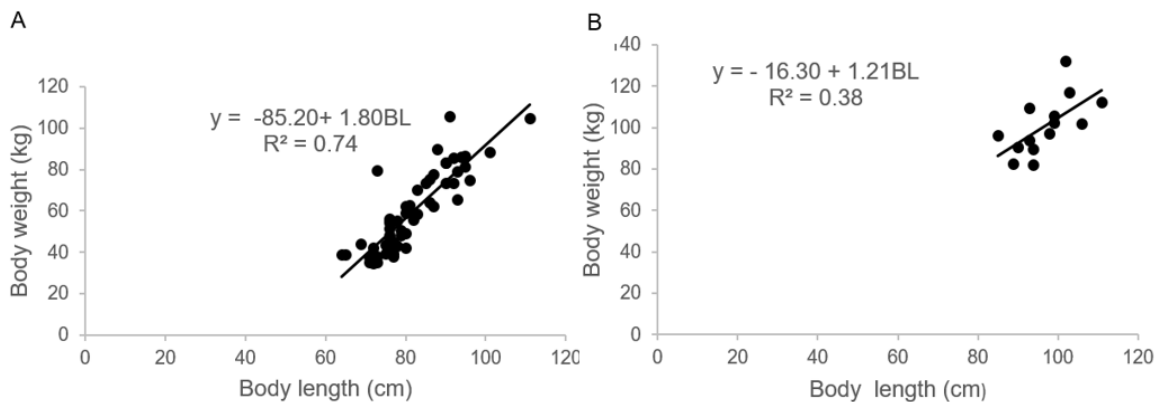 A
y = -85.20+ 1.80BL
R² = 0.74
Body weight (kg)
120
100
80
60
40
20
0
0 20 40 60 80 100 120
Body length (cm)
B
y = - 16.30 + 1.21BL
R² = 0.38
Body weight (kg)
140
120
100
80
60
40
20
0
0 20 40 60 80 100 120
Body length (cm)